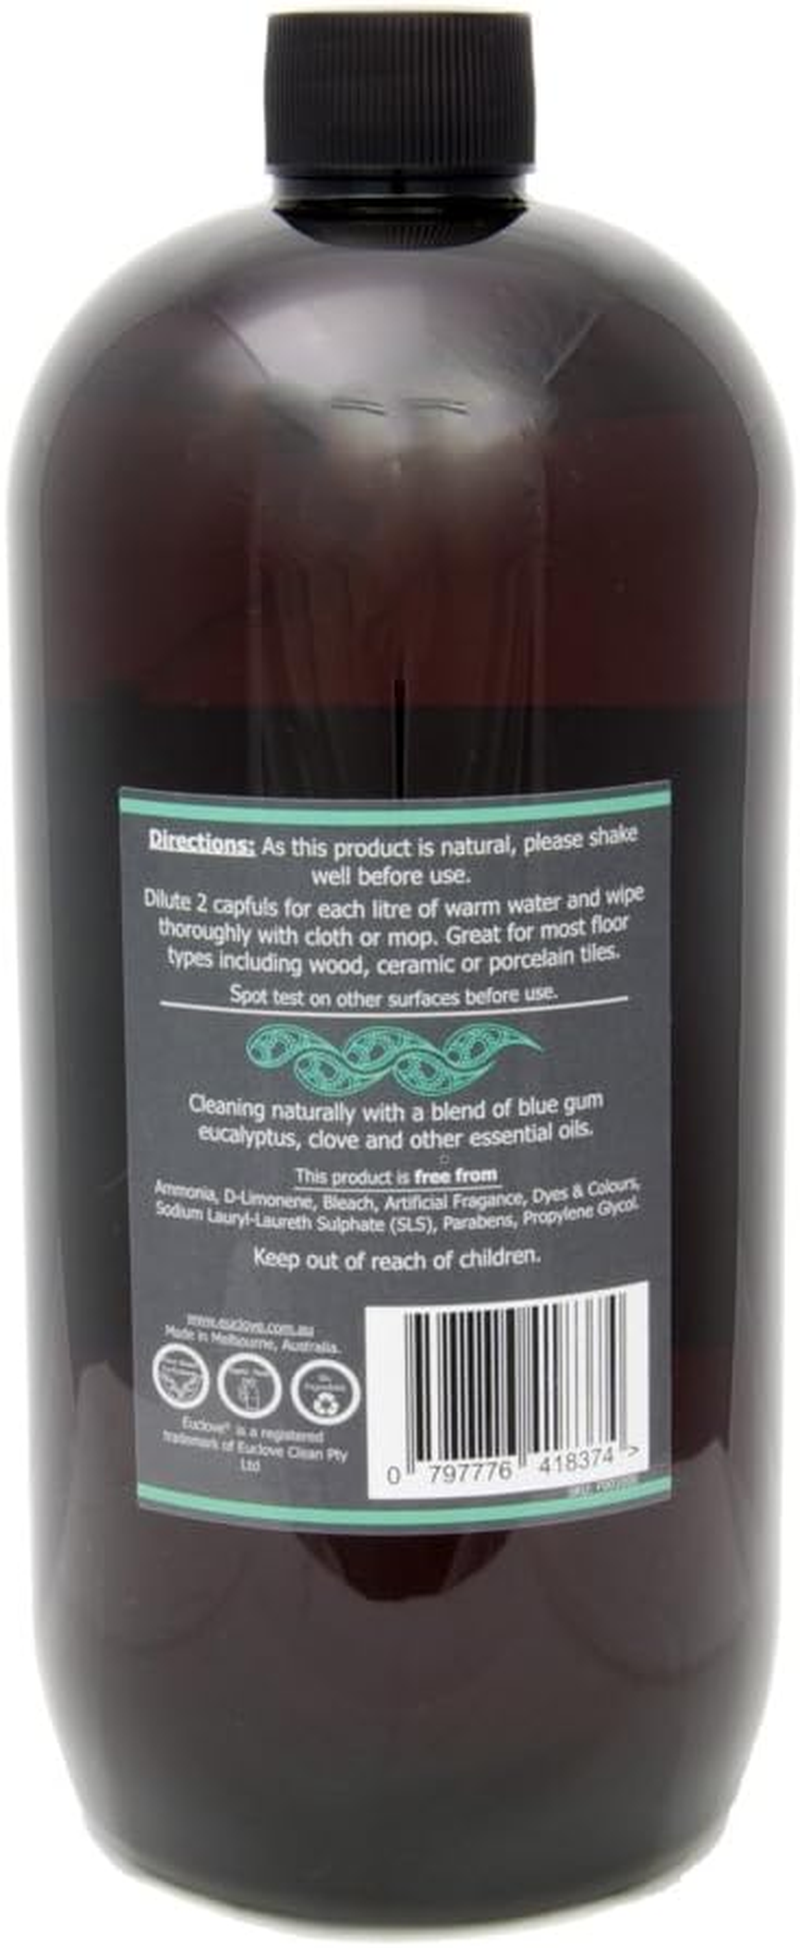 Directions: As this product is natural, please shake
well before use.
Dilute 2 capfuls for each litre of warm water and wipe
thoroughly with cloth or mop. Great for most floor
types including wood, ceramic or porcelain tiles.
Spot test on other surfaces before use.
Cleaning naturally with a blend of blue gum
eucalyptus, clove and other essential oils.
This product is free from
Ammonia, D-Limonene, Bleach, Artificial Fragance, Dyes & Colours,
Sodium Lauryl-Laureth Sulphate (SLS), Parabens, Propylene Glycol.
Keep out of reach of children.
www.euclove.com.au
Made in Melbourne, Australia.
Euclove® is a registered
trademark of Euclove Clean Pty
Ltd
0 797776 418374 >